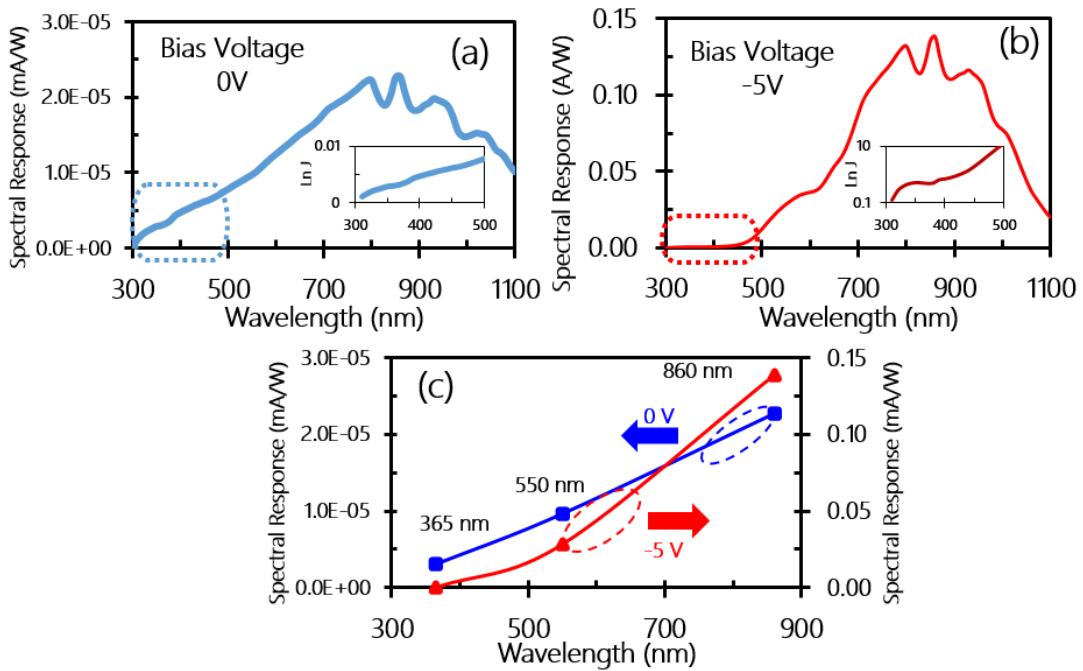 Spectral Response (mA/W)
3.0E-05
2.0E-05
1.0E-05
0.0E+00
Bias Voltage
0V
(a)
Ln J
0.01
0
300 400 500
300 500 700 900 1100
Wavelength (nm)
Spectral Response (A/W)
0.15
0.10
0.05
0.00
Bias Voltage
-5V
(b)
Ln J
10
0.1
300 400 500
300 500 700 900 1100
Wavelength (nm)
Spectral Response (mA/W)
3.0E-05
2.0E-05
1.0E-05
0.0E+00
(c)
860 nm
0 V
550 nm
365 nm
-5 V
0.15
0.10
0.05
0.00
Spectral Response (mA/W)
300 500 700 900
Wavelength (nm)